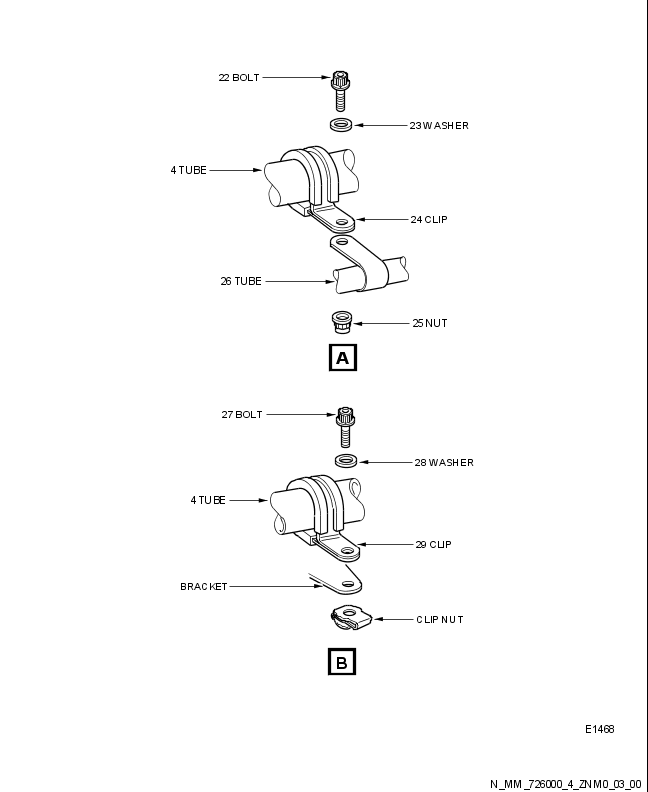 22 BOLT
23 WASHER
4 TUBE
24 CLIP
26 TUBE
25 NUT
A
27 BOLT
28 WASHER
4 TUBE
29 CLIP
BRACKET
CLIP NUT
B
E1468
N_MM_726000_4_ZNM0_03_00